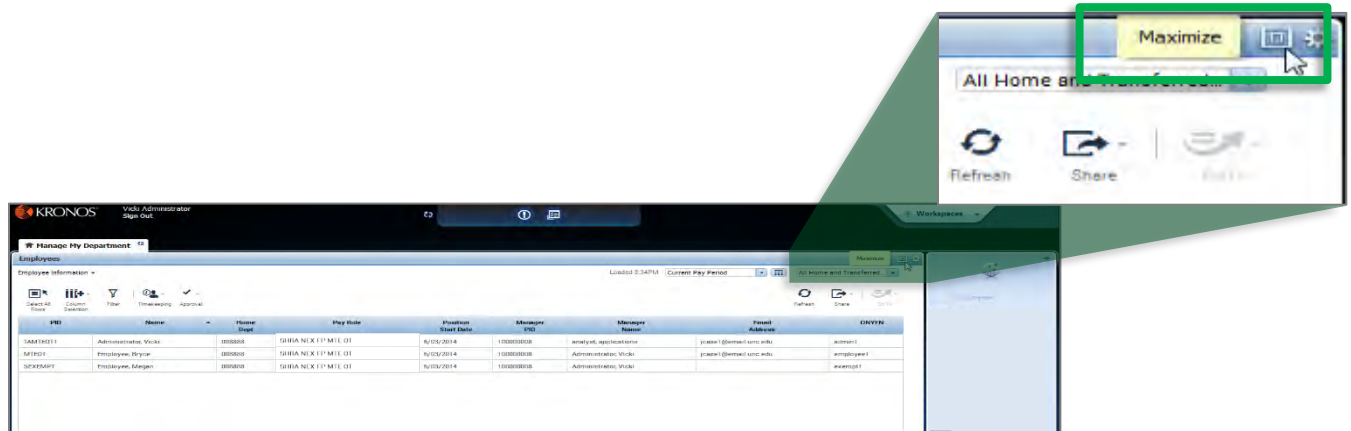 Maximize
All Home and Transferred...
Refresh
Share
KRONOS
Vicki Administrator
Sign Out
Workspaces
Manage My Department
Employees
Maximize
Employee Information
Loaded 8:34PM
Current Pay Period
All Home and Transferred...
Select All Rows
Column Selection
Filter
Timekeeping
Approval
Refresh
Share
PID Name Home Dept Pay Rule Position Start Date Manager PID Manager Name Email Address ONYEN
Administrator, Vicki SHRA NEX FP MTE OT 6/03/2014 100000008 analyst, applications admin1
MTEOT Employee, Bryce SHRA NEX FP MTE OT 6/03/2014 100000008 Administrator, Vicki employee1
SEXEMPT Employee, Megan SHRA NEX FP MTE OT 6/03/2014 100000008 Administrator, Vicki exempt1